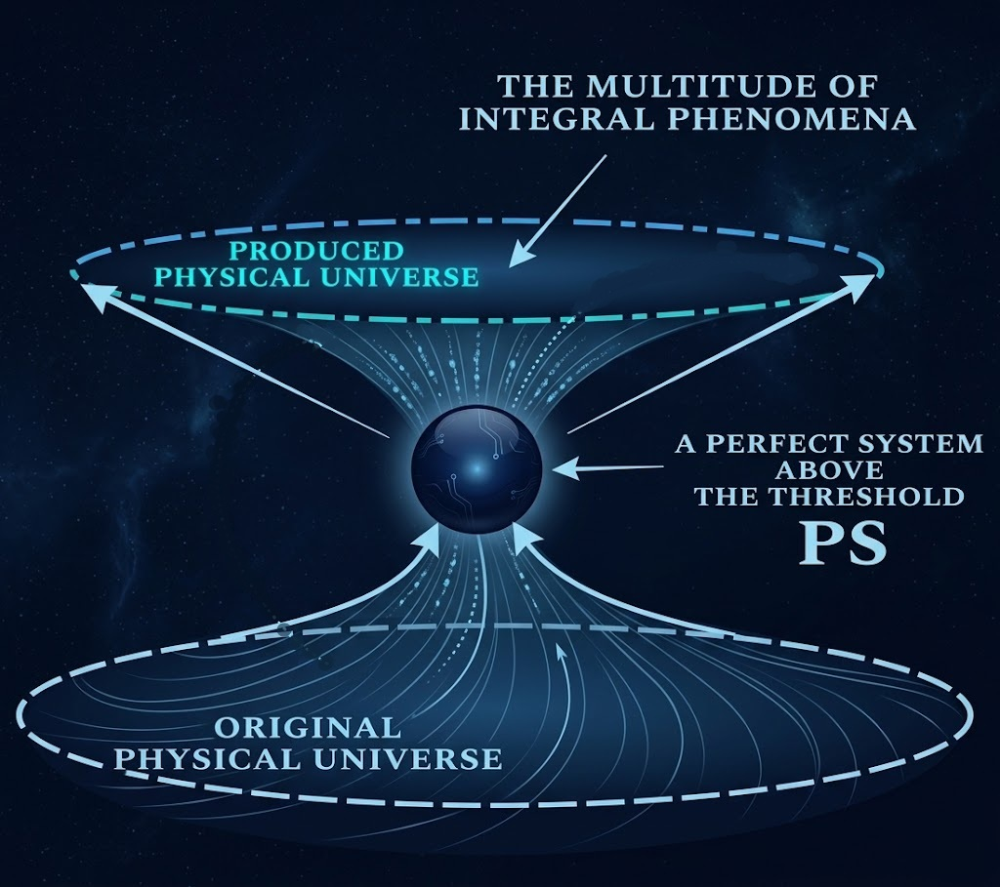 THE MULTITUDE OF
INTEGRAL PHENOMENA
PRODUCED
PHYSICAL UNIVERSE
A PERFECT SYSTEM
ABOVE
THE THRESHOLD
PS
ORIGINAL
PHYSICAL UNIVERSE